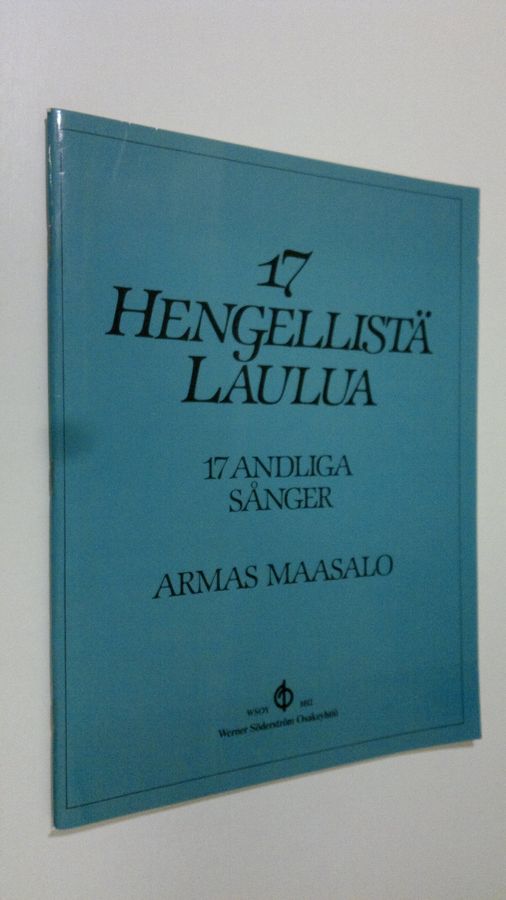 17
HENGELLISTÄ
LAULUA
17 ANDLIGA
SÅNGER
ARMAS MAASALO
WSOY
Werner Söderström Osakeyhtiö